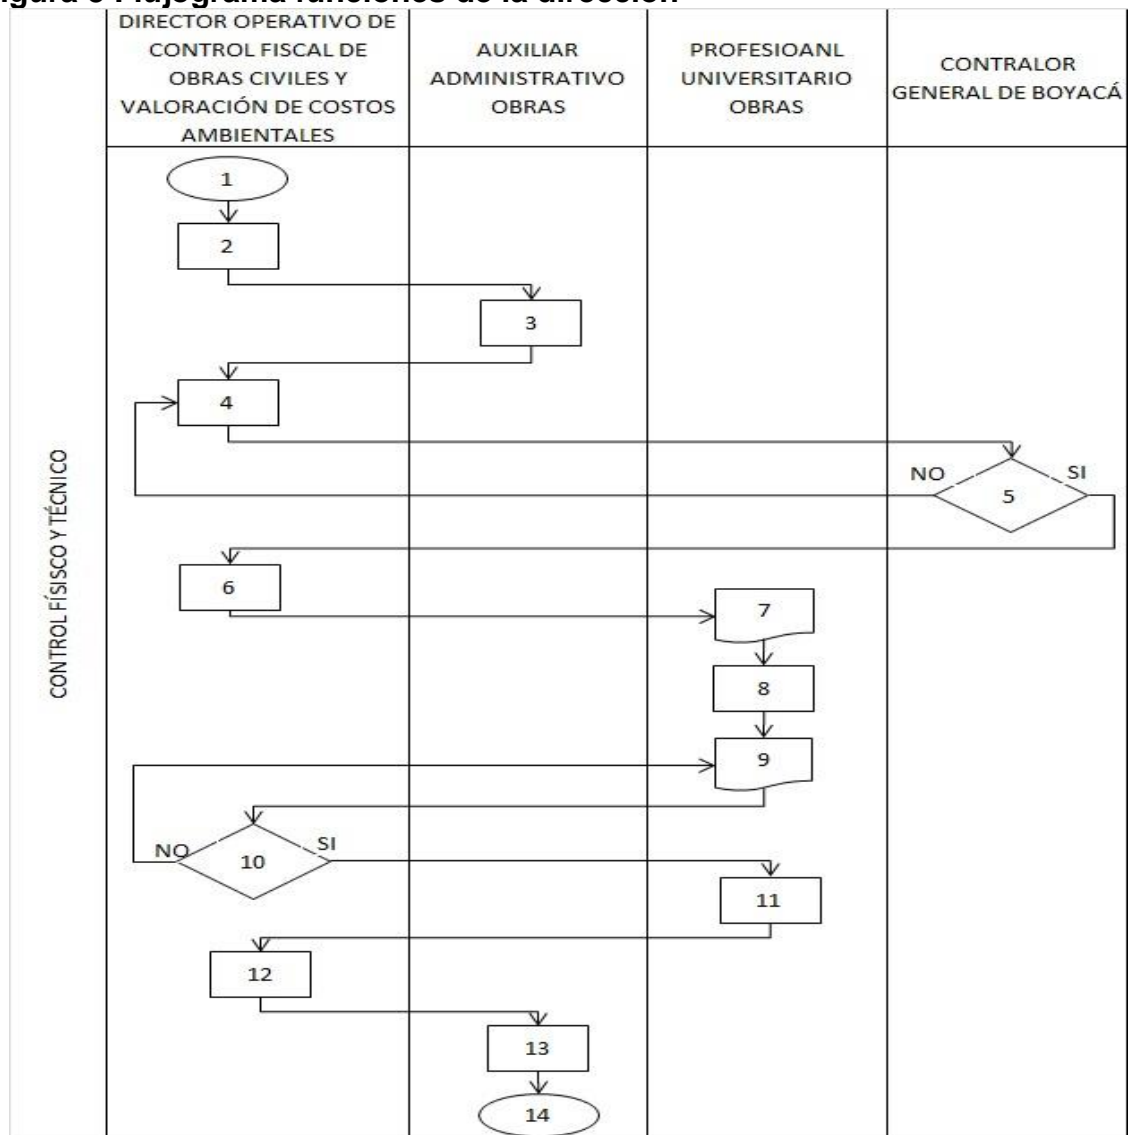 DIRECTOR OPERATIVO DE
CONTROL FISCAL DE
OBRAS CIVILES Y
VALORACIÓN DE COSTOS
AMBIENTALES
AUXILIAR
ADMINISTRATIVO
OBRAS
PROFESIOANL
UNIVERSITARIO
OBRAS
CONTRALOR
GENERAL DE BOYACÁ
CONTROL FÍSISCO Y TÉCNICO
1
2
3
4
NO
5
SI
6
7
8
9
NO
10
SI
11
12
13
14